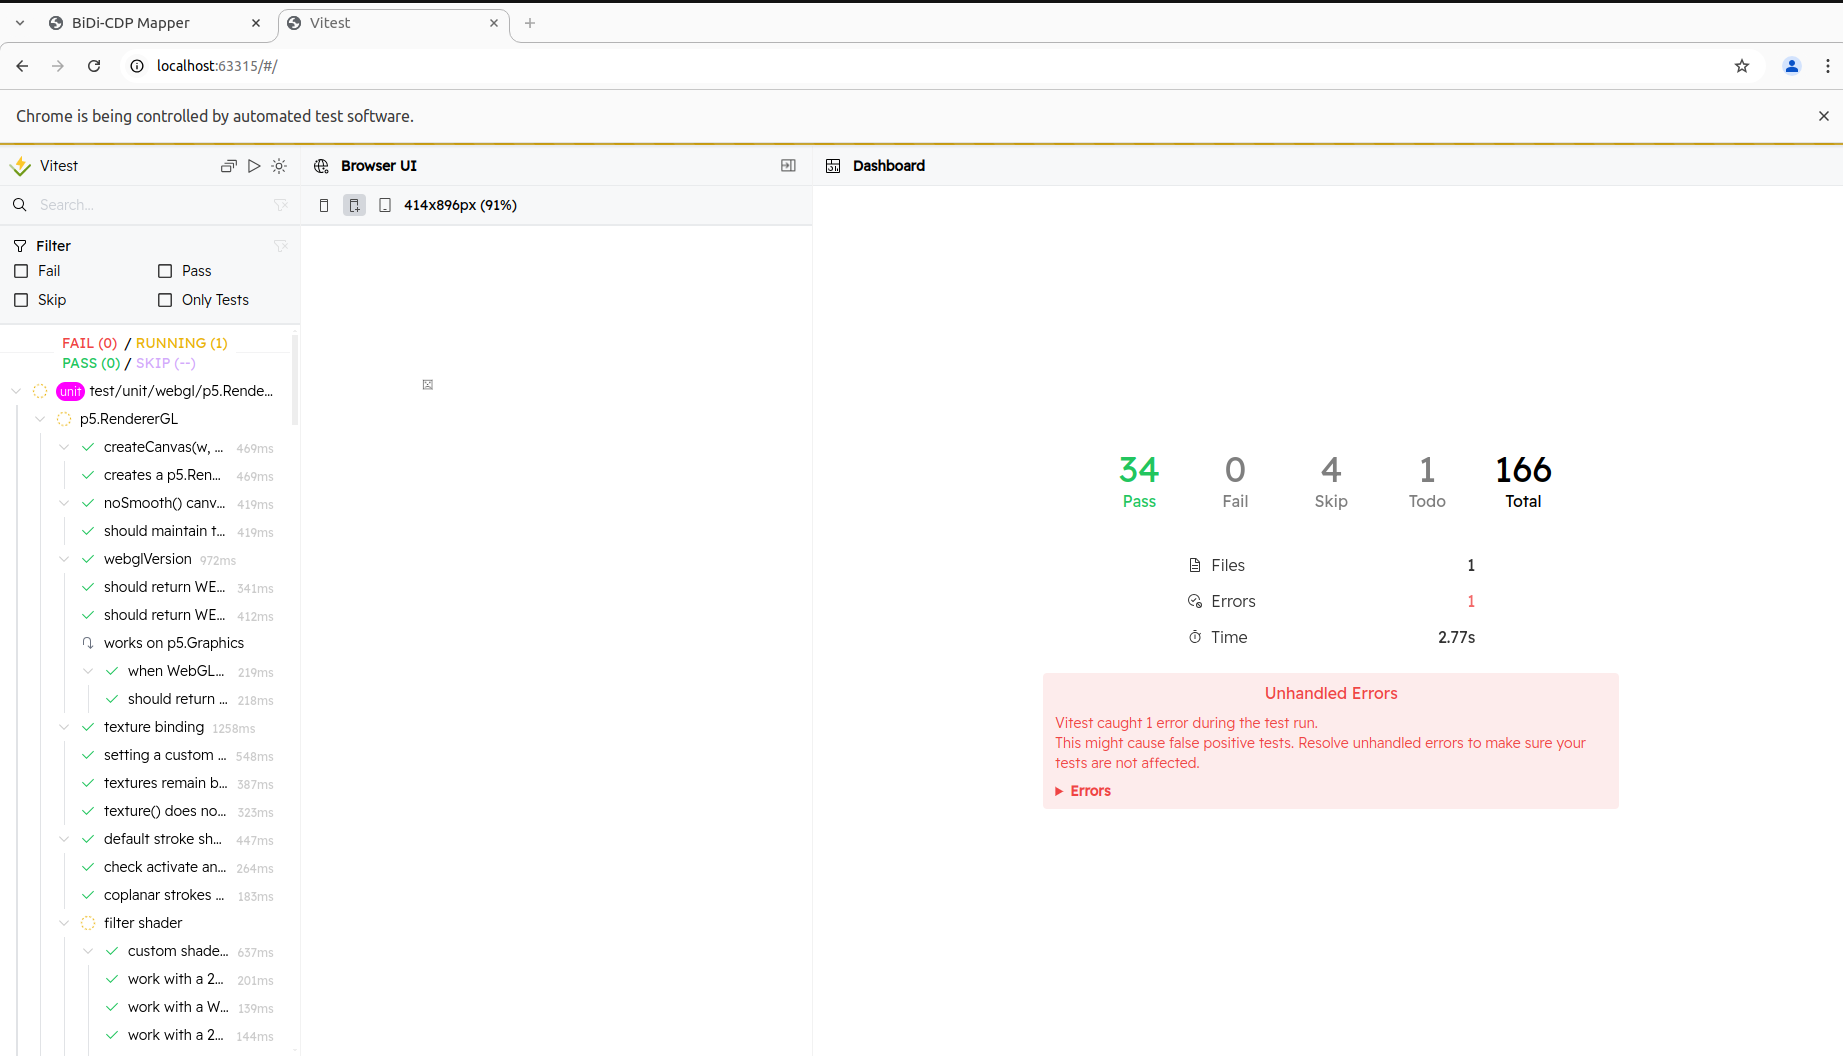 BiDi-CDP Mapper
Vitest
localhost:63315/#/
Chrome is being controlled by automated test software.
Vitest
Search...
Filter
Fail
Pass
Skip
Only Tests
FAIL (0) / RUNNING (1)
PASS (0) / SKIP (--)
unit test/unit/webgl/p5.Rende...
p5.RendererGL
createCanvas(w, ... 469ms
creates a p5.Ren... 469ms
noSmooth() canv... 419ms
should maintain t... 419ms
webglVersion 972ms
should return WE... 341ms
should return WE... 412ms
works on p5.Graphics
when WebGL... 219ms
should return ... 218ms
texture binding 1258ms
setting a custom ... 548ms
textures remain b... 387ms
texture() does no... 323ms
default stroke sh... 447ms
check activate an... 264ms
coplanar strokes ... 183ms
filter shader
custom shade... 637ms
work with a 2... 201ms
work with a W... 139ms
work with a 2... 144ms
Browser UI
414x896px (91%)
Dashboard
34 0 4 1 166
Pass Fail Skip Todo Total
Files 1
Errors 1
Time 2.77s
Unhandled Errors
Vitest caught 1 error during the test run.
This might cause false positive tests. Resolve unhandled errors to make sure your
tests are not affected.
Errors